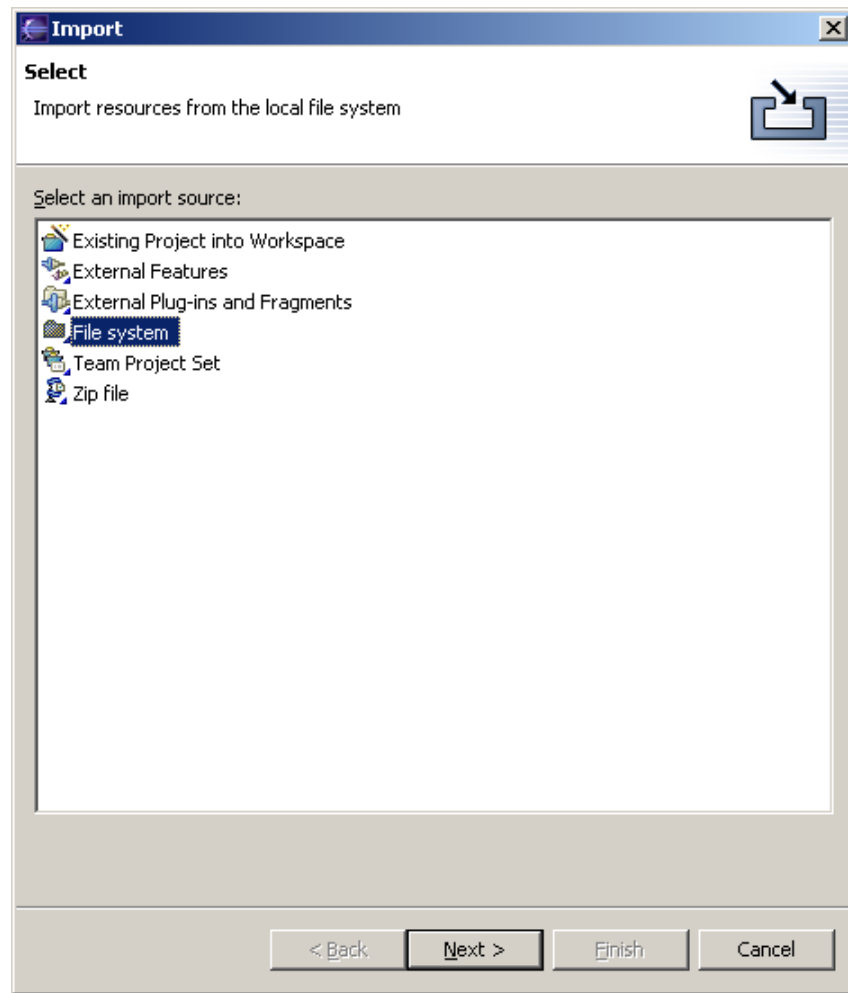 Import
Select
Import resources from the local file system
Select an import source:
Existing Project into Workspace
External Features
External Plug-ins and Fragments
File system
Team Project Set
Zip file
< Back Next > Finish Cancel